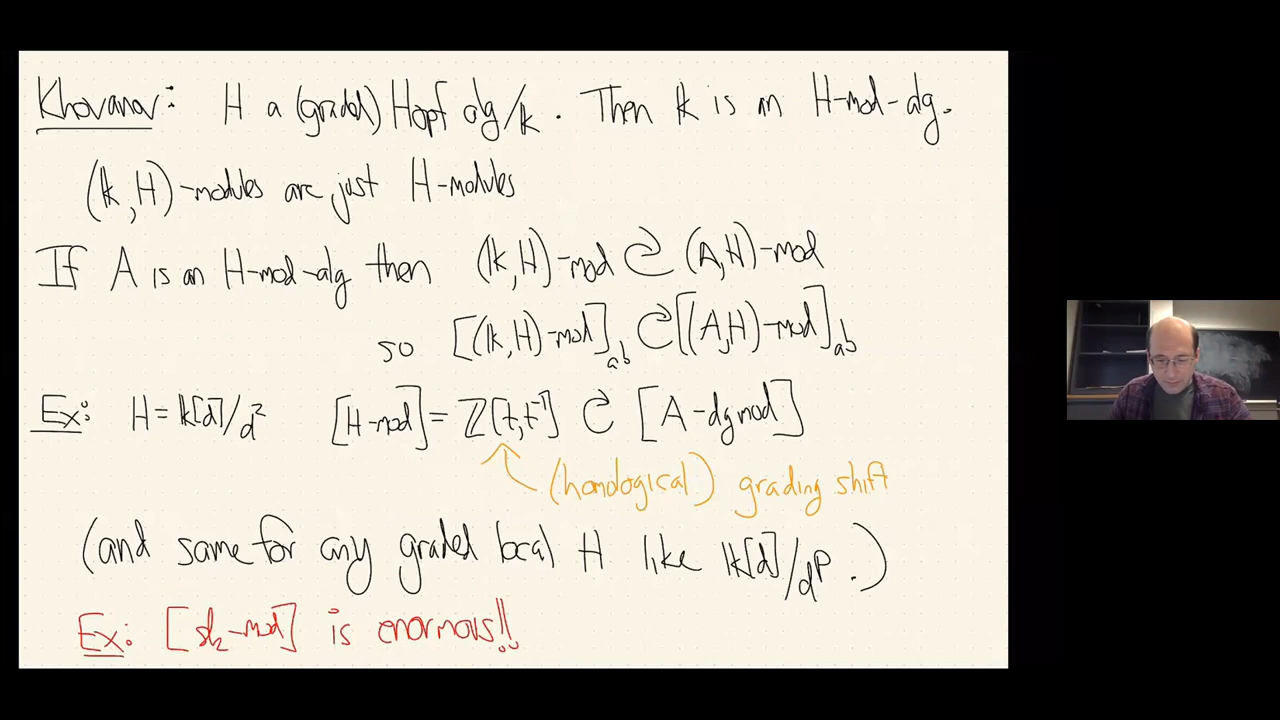 Khovanov: H a (graded) Hopf alg/k. Then k is an H-mod-alg.
(k,H)-modules are just H-modules
If A is an H-mod-alg then (k,H)-mod ⊂ (A,H)-mod
so [(k,H)-mod]_ab ⊂ [(A,H)-mod]_ab
Ex: H = k[d]/d² [H-mod] = ℤ[t,t⁻¹] ⊂ [A-dgmod]
(homological) grading shift
(and same for any graded local H like k[d]/dᵖ.)
Ex: [sl₂-mod] is enormous!!